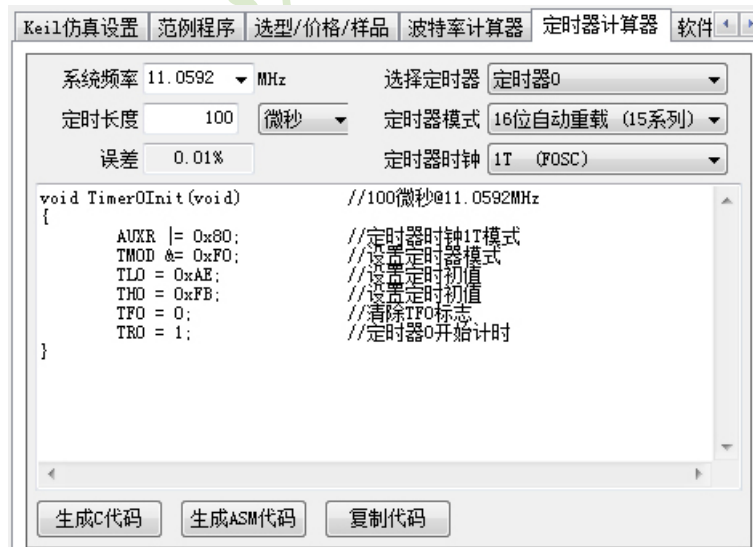 Keil仿真设置 范例程序 选型/价格/样品 波特率计算器 定时器计算器 软件
系统频率 11.0592 MHz 选择定时器 定时器0
定时长度 100 微秒 定时器模式 16位自动重载 (15系列)
误差 0.01% 定时器时钟 1T (FOSC)
void Timer0Init(void) //100微秒@11.0592MHz
{
AUXR |= 0x80; //定时器时钟1T模式
TMOD &= 0xF0; //设置定时器模式
TL0 = 0xAE; //设置定时初值
TH0 = 0xFB; //设置定时初值
TF0 = 0; //清除TF0标志
TR0 = 1; //定时器0开始计时
}
生成C代码 生成ASM代码 复制代码